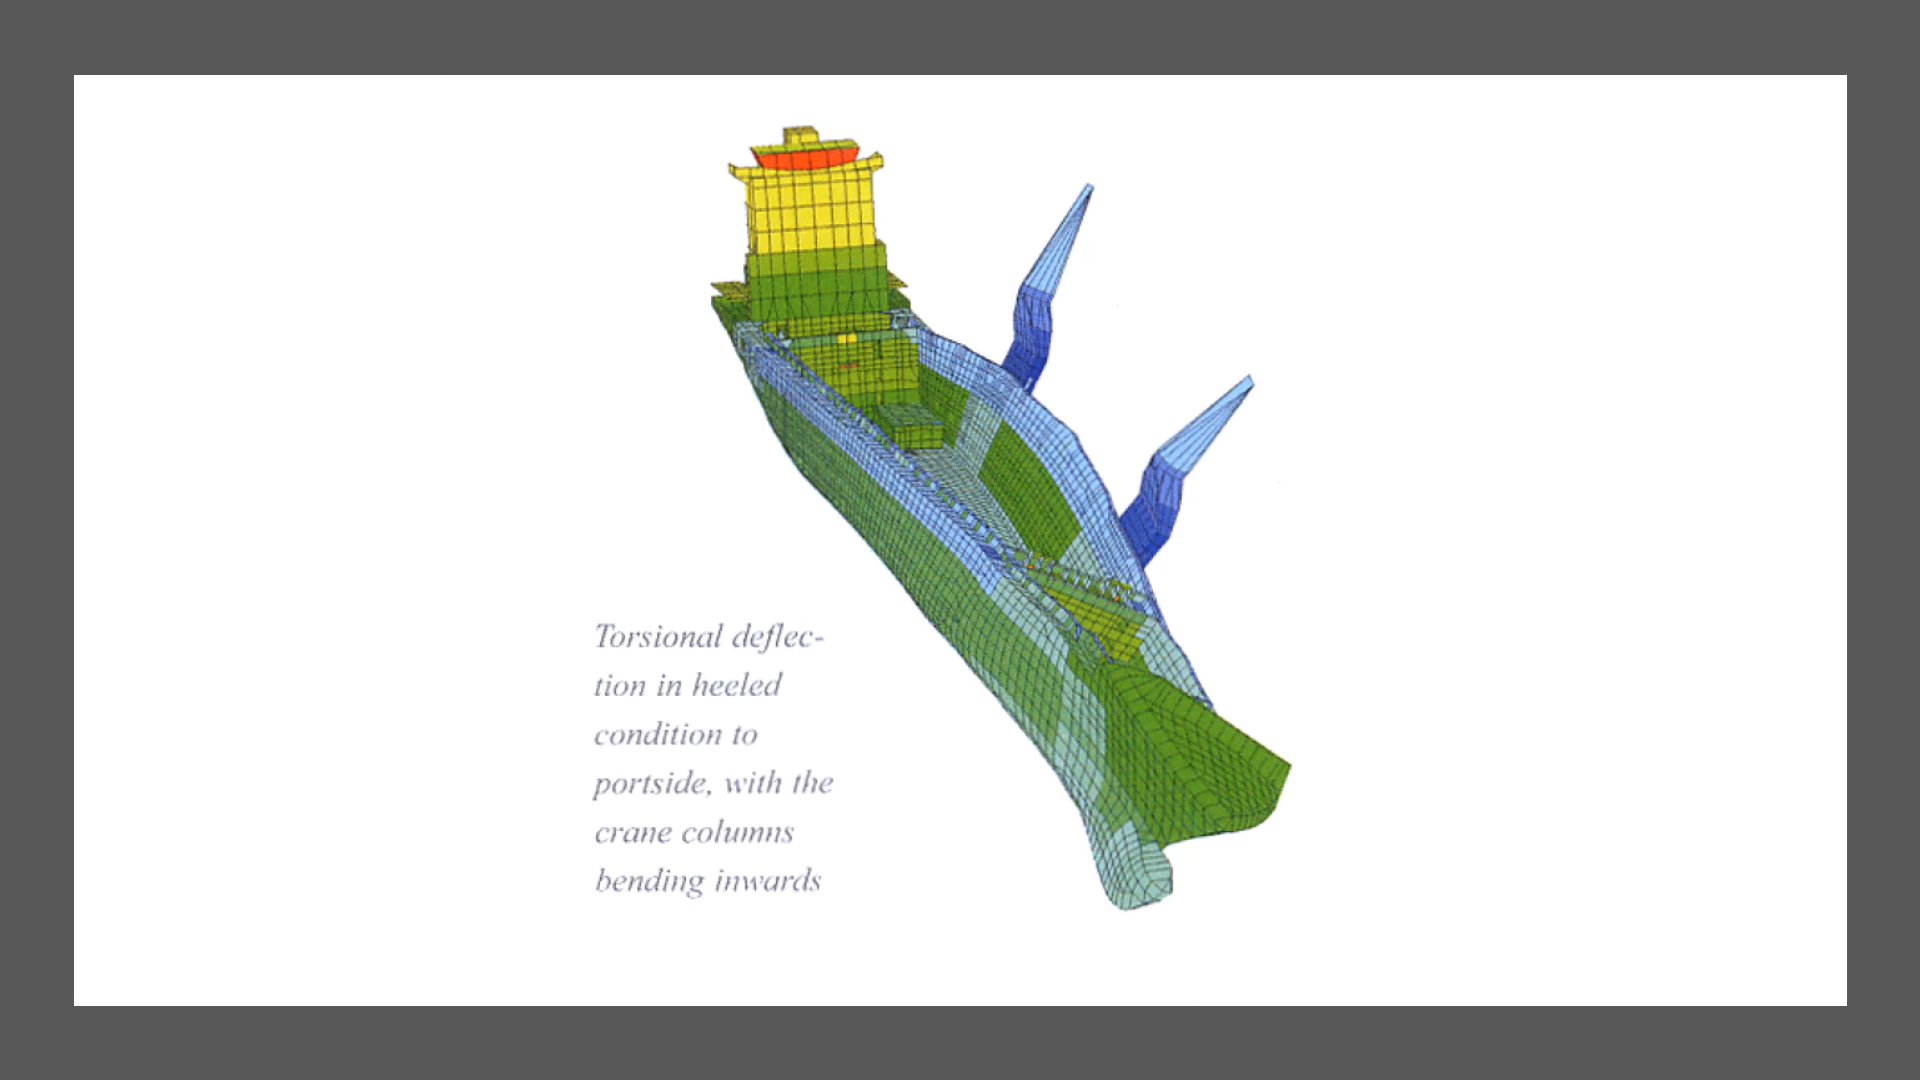 Torsional deflec-
tion in heeled
condition to
portside, with the
crane columns
bending inwards